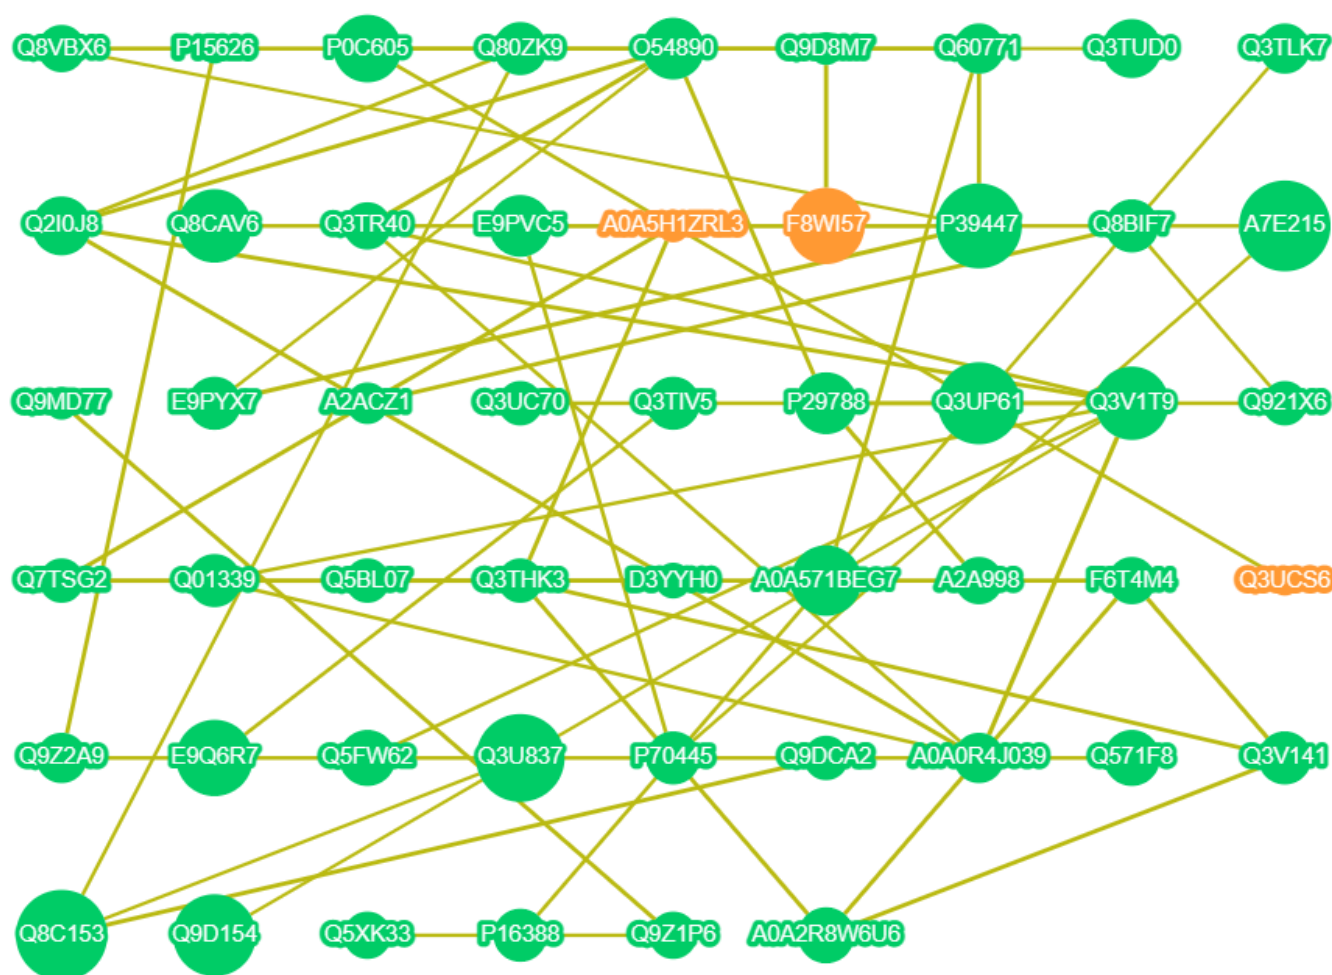 Q8VBX6 P15626 P0C605 Q80ZK9 O54890 Q9D8M7 Q60771 Q3TUD0 Q3TLK7
Q2I0J8 Q8CAV6 Q3TR40 E9PVC5 A0A5H1ZRL3 F8WI57 P39447 Q8BIF7 A7E215
Q9MD77 E9PYX7 A2ACZ1 Q3UC70 Q3TIV5 P29788 Q3UP61 Q3V1T9 Q921X6
Q7TSG2 Q01339 Q5BL07 Q3THK3 D3YYH0 A0A571BEG7 A2A998 F6T4M4 Q3UCS6
Q9Z2A9 E9Q6R7 Q5FW62 Q3U837 P70445 Q9DCA2 A0A0R4J039 Q571F8 Q3V141
Q8C153 Q9D154 Q5XK33 P16388 Q9Z1P6 A0A2R8W6U6